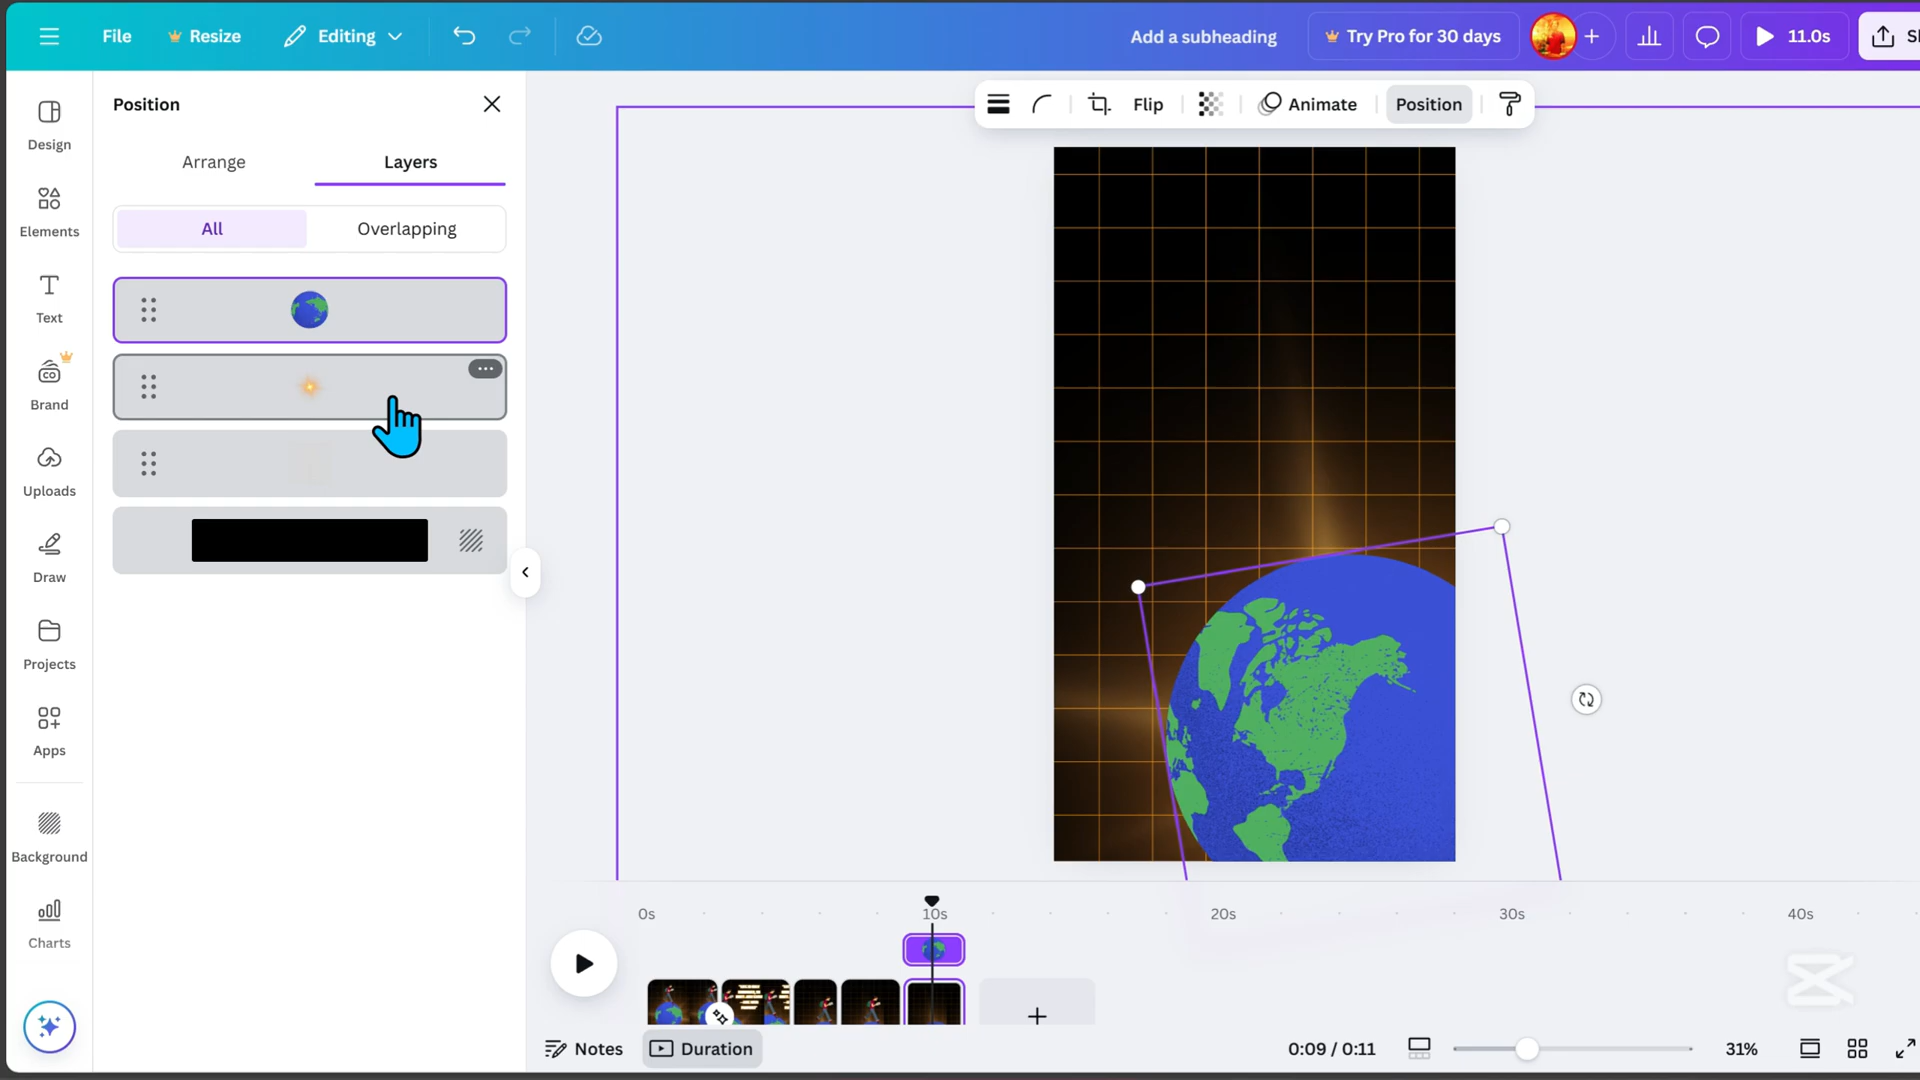 File
Resize
Editing
Add a subheading
Try Pro for 30 days
11.0s
Position
Flip
Animate
Position
Design
Arrange
Layers
Elements
All
Overlapping
Text
CO
Brand
Uploads
Draw
Projects
Apps
Background
Charts
0s
10s
20s
30s
40s
Notes
Duration
0:09 / 0:11
31%